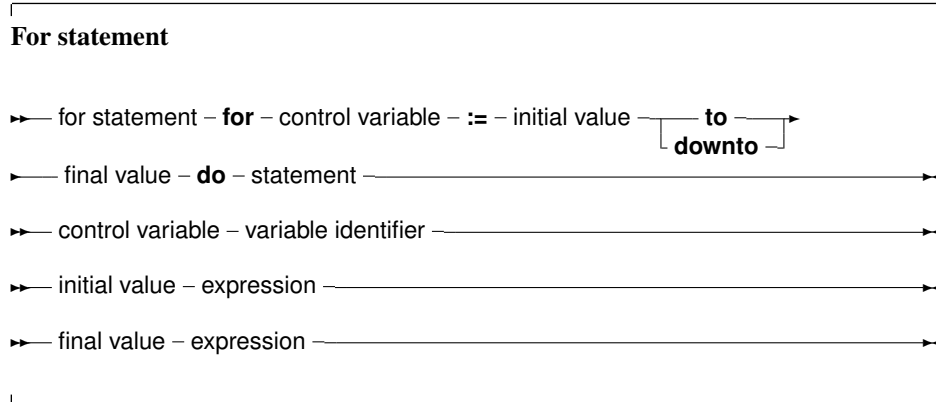 For statement
for statement – for – control variable – := – initial value – to –
downto –
final value – do – statement –
control variable – variable identifier –
initial value – expression –
final value – expression –